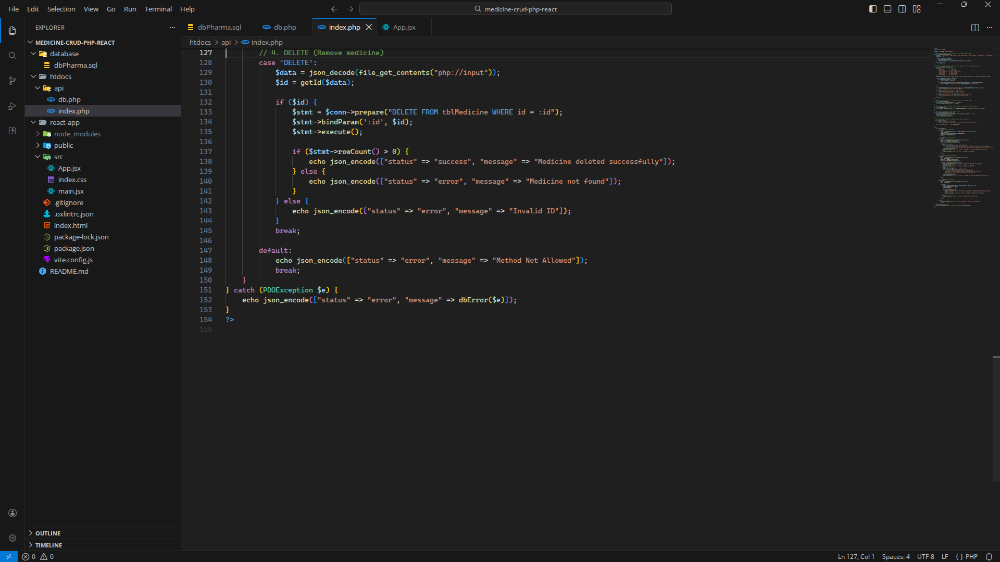 File Edit Selection View Go Run Terminal Help
medicine-crud-php-react
EXPLORER
MEDICINE-CRUD-PHP-REACT
database
dbPharma.sql
htdocs
api
db.php
index.php
react-app
node_modules
public
src
App.jsx
index.css
main.jsx
.gitignore
.oxlintrc.json
index.html
package-lock.json
package.json
vite.config.js
README.md
OUTLINE
TIMELINE
dbPharma.sql db.php index.php App.jsx
htdocs > api > index.php
127 // 4. DELETE (Remove medicine)
128 case 'DELETE':
129 $data = json_decode(file_get_contents("php://input"));
130 $id = getId($data);
131
132 if ($id) {
133 $stmt = $conn->prepare("DELETE FROM tblMedicine WHERE id = :id");
134 $stmt->bindParam(':id', $id);
135 $stmt->execute();
136
137 if ($stmt->rowCount() > 0) {
138 echo json_encode(["status" => "success", "message" => "Medicine deleted successfully"]);
139 } else {
140 echo json_encode(["status" => "error", "message" => "Medicine not found"]);
141 }
142 } else {
143 echo json_encode(["status" => "error", "message" => "Invalid ID"]);
144 }
145 break;
146
147 default:
148 echo json_encode(["status" => "error", "message" => "Method Not Allowed"]);
149 break;
150 }
151 } catch (PDOException $e) {
152 echo json_encode(["status" => "error", "message" => dbError($e)]);
153 }
154 ?>
155
0 0
Ln 127, Col 1 Spaces: 4 UTF-8 LF { } PHP